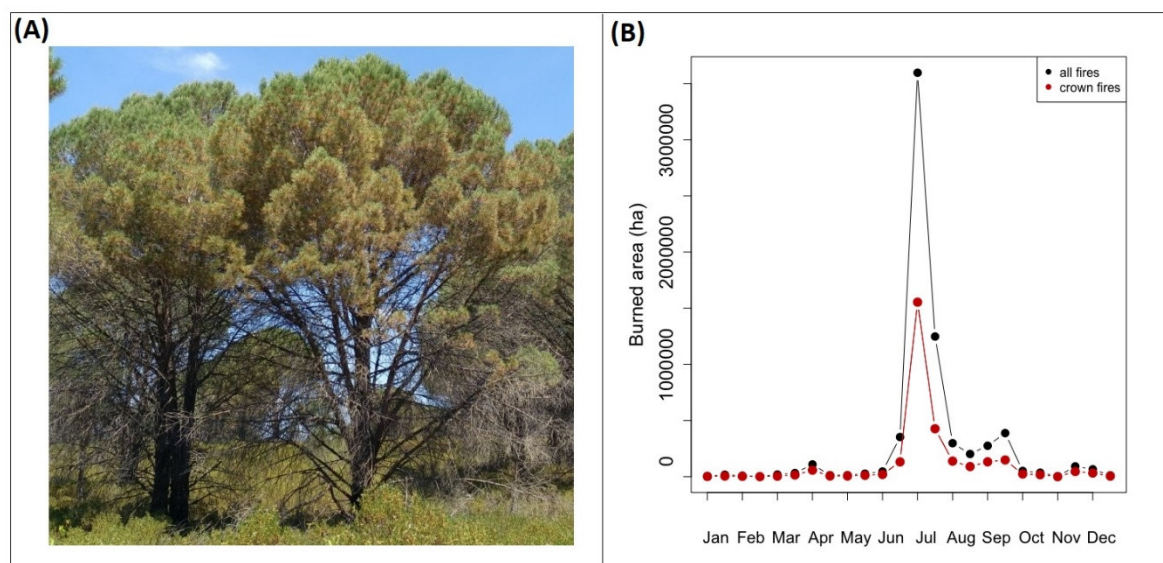 (A)
(B)
all fires
crown fires
Burned area (ha)
3000000
2000000
1000000
0
Jan Feb Mar Apr May Jun Jul Aug Sep Oct Nov Dec